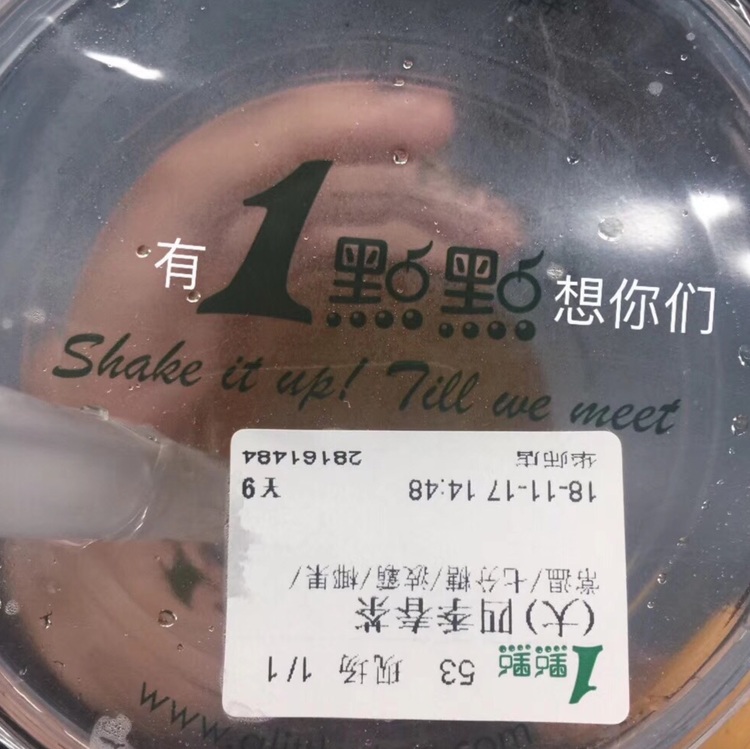 有1點點想你们
Shake it up! Till we meet
1點點 53 现场 1/1
(大)四季春茶
常温/七分糖/波霸/椰果/
18-11-17 14:48 ¥9
华师店 28161484